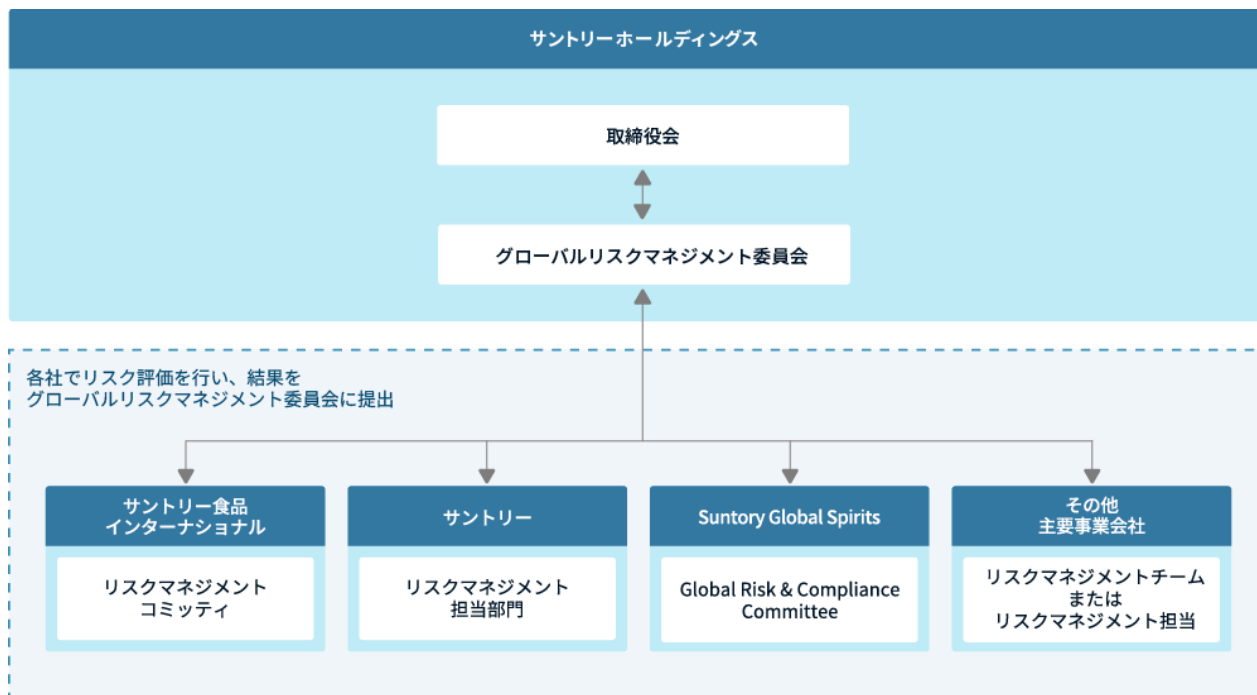 サントリーホールディングス
取締役会
グローバルリスクマネジメント委員会
各社でリスク評価を行い、結果を
グローバルリスクマネジメント委員会に提出
サントリー食品
インターナショナル
リスクマネジメント
コミッティ
サントリー
リスクマネジメント
担当部門
Suntory Global Spirits
Global Risk & Compliance
Committee
その他
主要事業会社
リスクマネジメントチーム
または
リスクマネジメント担当